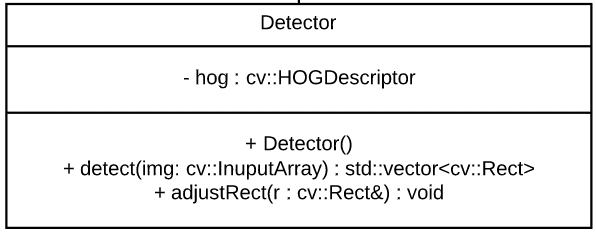 Detector
- hog : cv::HOGDescriptor
+ Detector()
+ detect(img: cv::InuputArray) : std::vector<cv::Rect>
+ adjustRect(r : cv::Rect&) : void